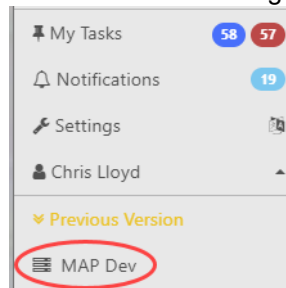 My Tasks 58 57
Notifications 19
Settings
Chris Lloyd
Previous Version
MAP Dev